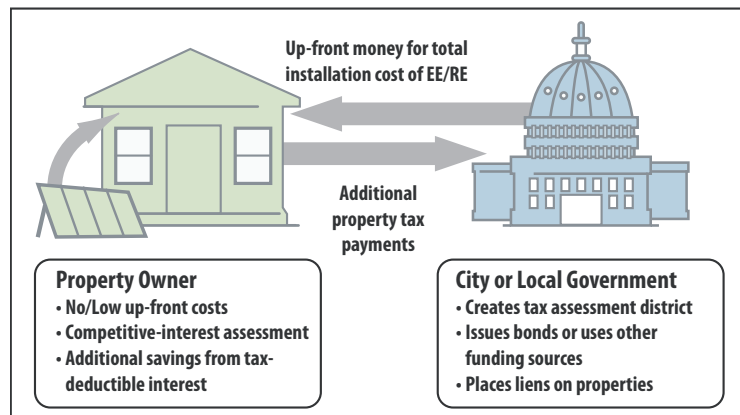 Up-front money for total
installation cost of EE/RE
Additional
property tax
payments
Property Owner
• No/Low up-front costs
• Competitive-interest assessment
• Additional savings from tax-
deductible interest
City or Local Government
• Creates tax assessment district
• Issues bonds or uses other
funding sources
• Places liens on properties